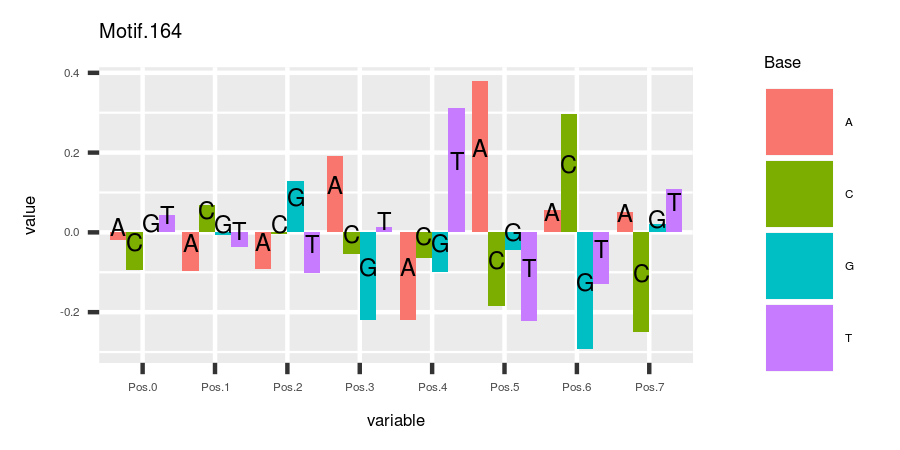 Motif.164
value
0.4
0.2
0.0
-0.2
A C G T A C G T A C G T A C G T A C G T A C G T A C G T A C G T
Pos.0 Pos.1 Pos.2 Pos.3 Pos.4 Pos.5 Pos.6 Pos.7
variable
Base
A
C
G
T